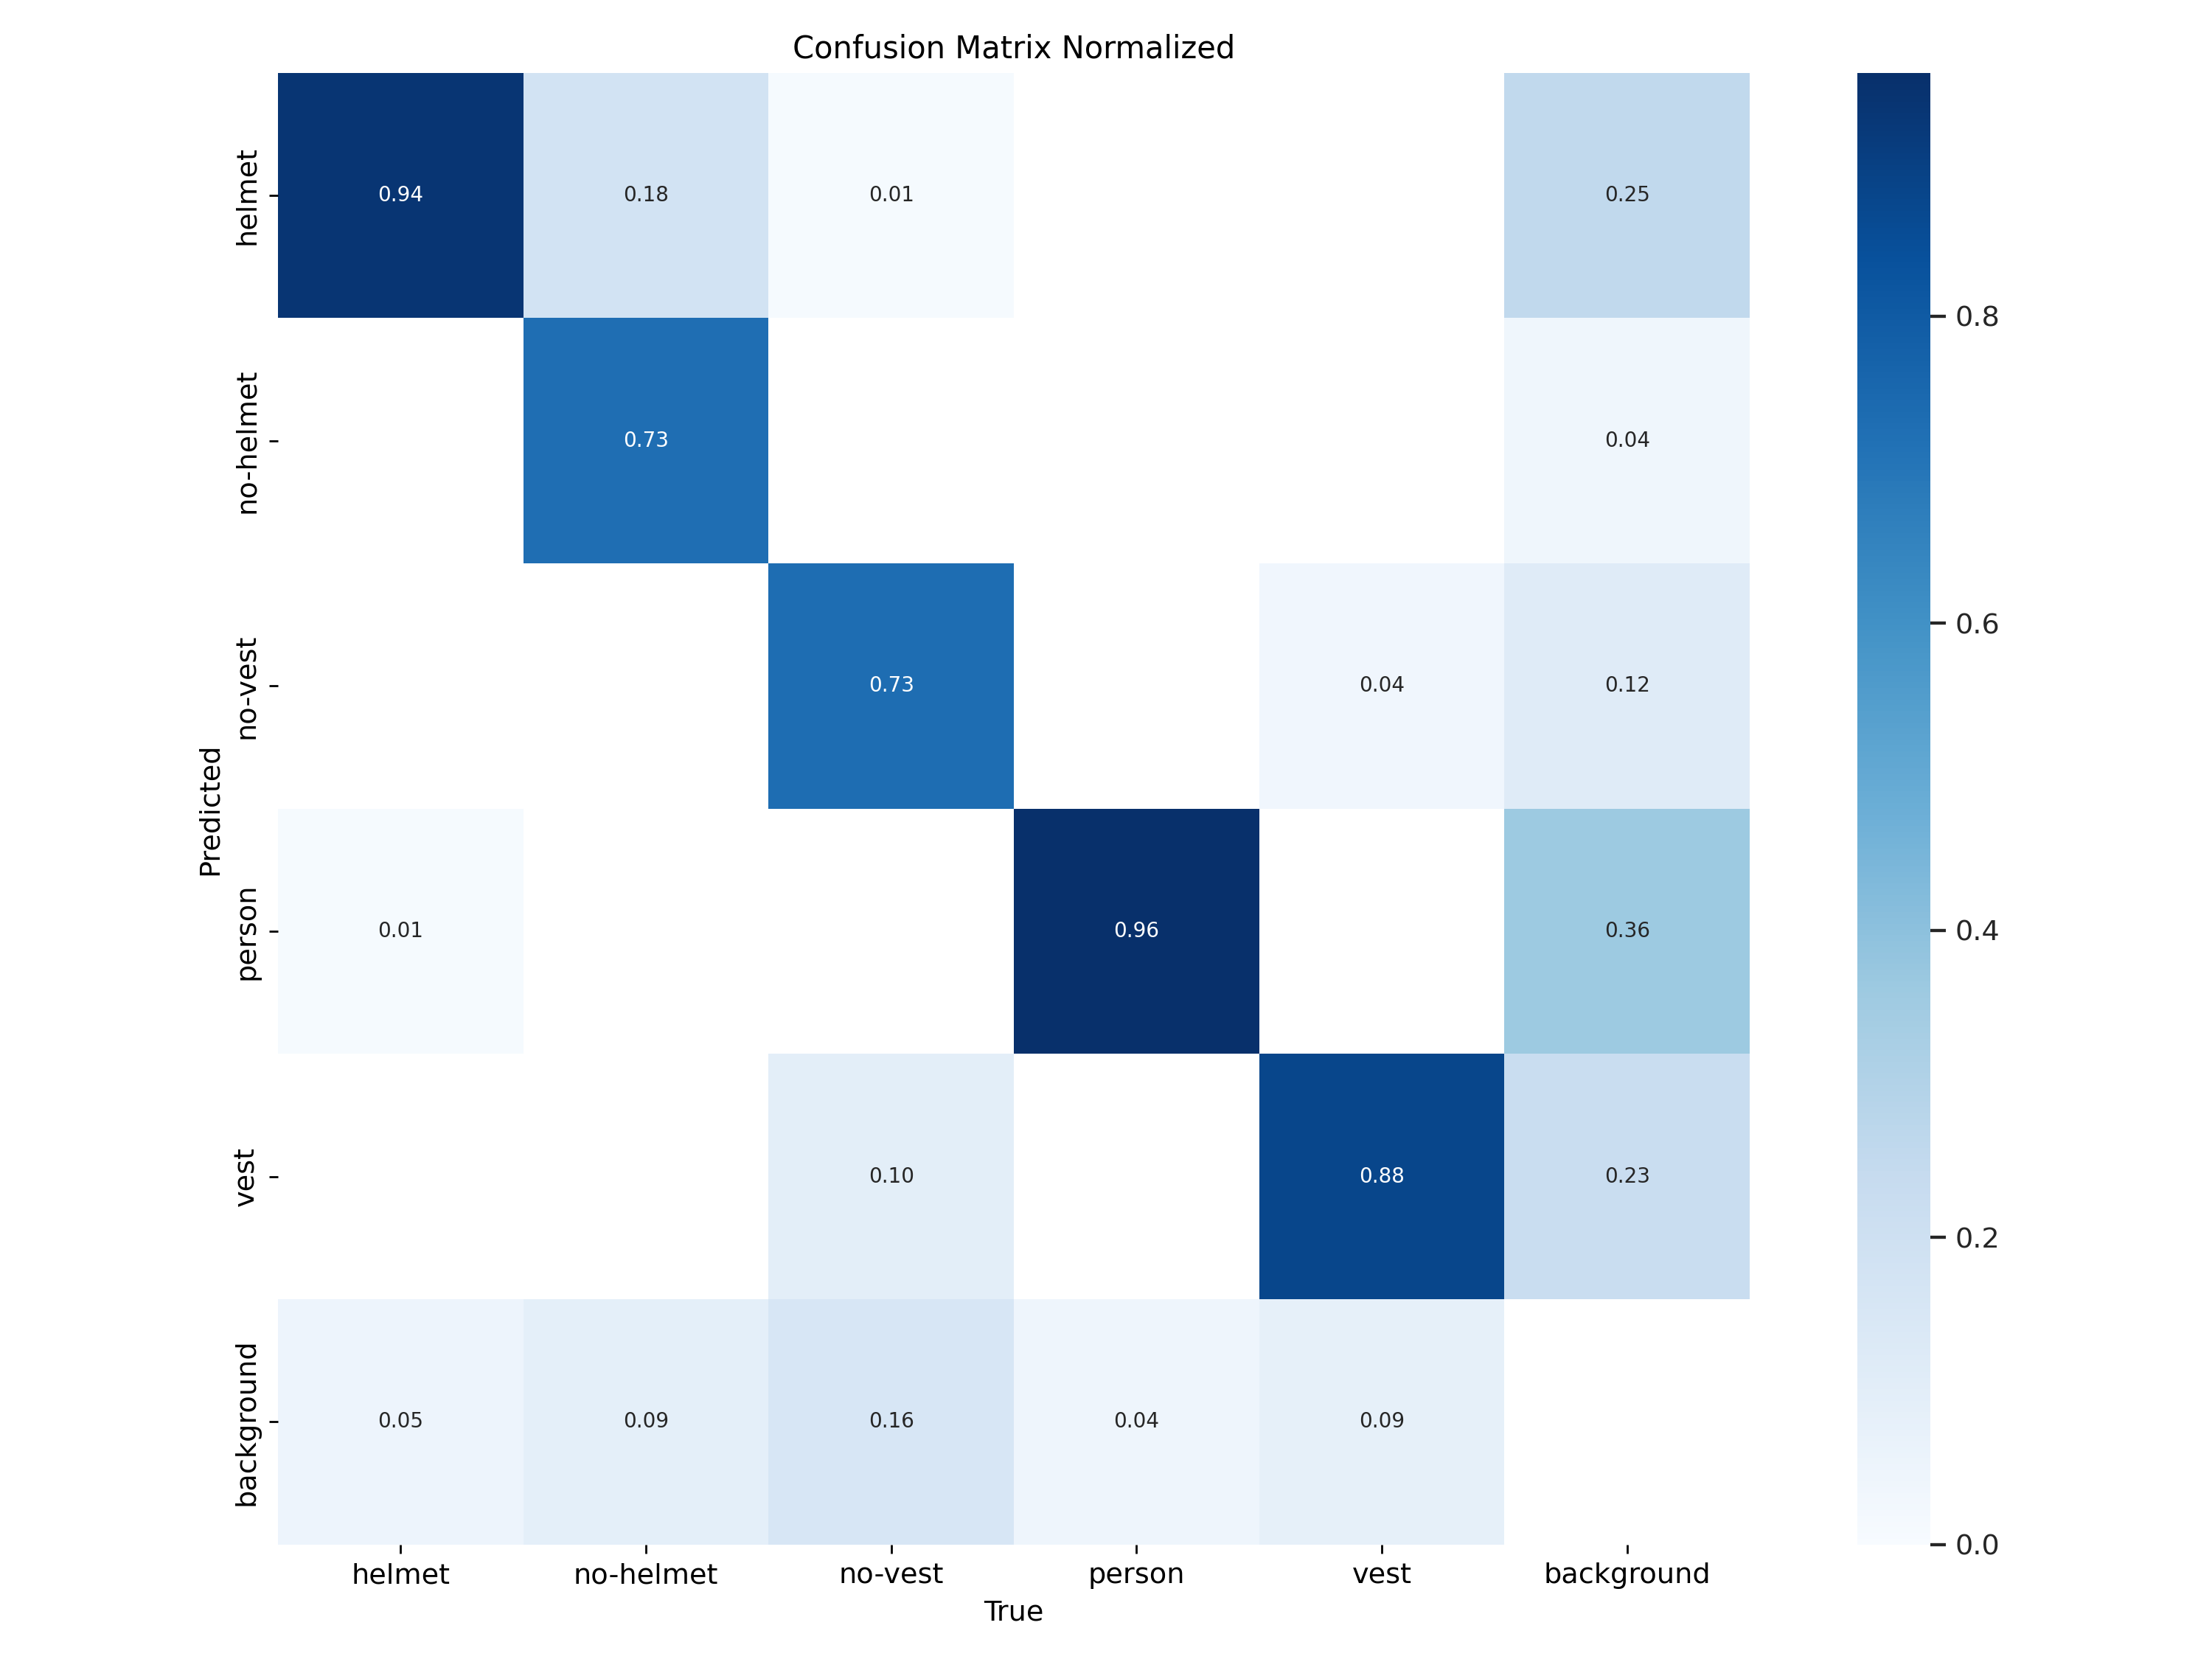 Confusion Matrix Normalized
helmet
0.94 0.18 0.01 0.25
no-helmet
0.73 0.04
no-vest
0.73 0.04 0.12
person
0.01 0.96 0.36
vest
0.10 0.88 0.23
background
0.05 0.09 0.16 0.04 0.09
Predicted
helmet no-helmet no-vest person vest background
True
0.8
0.6
0.4
0.2
0.0